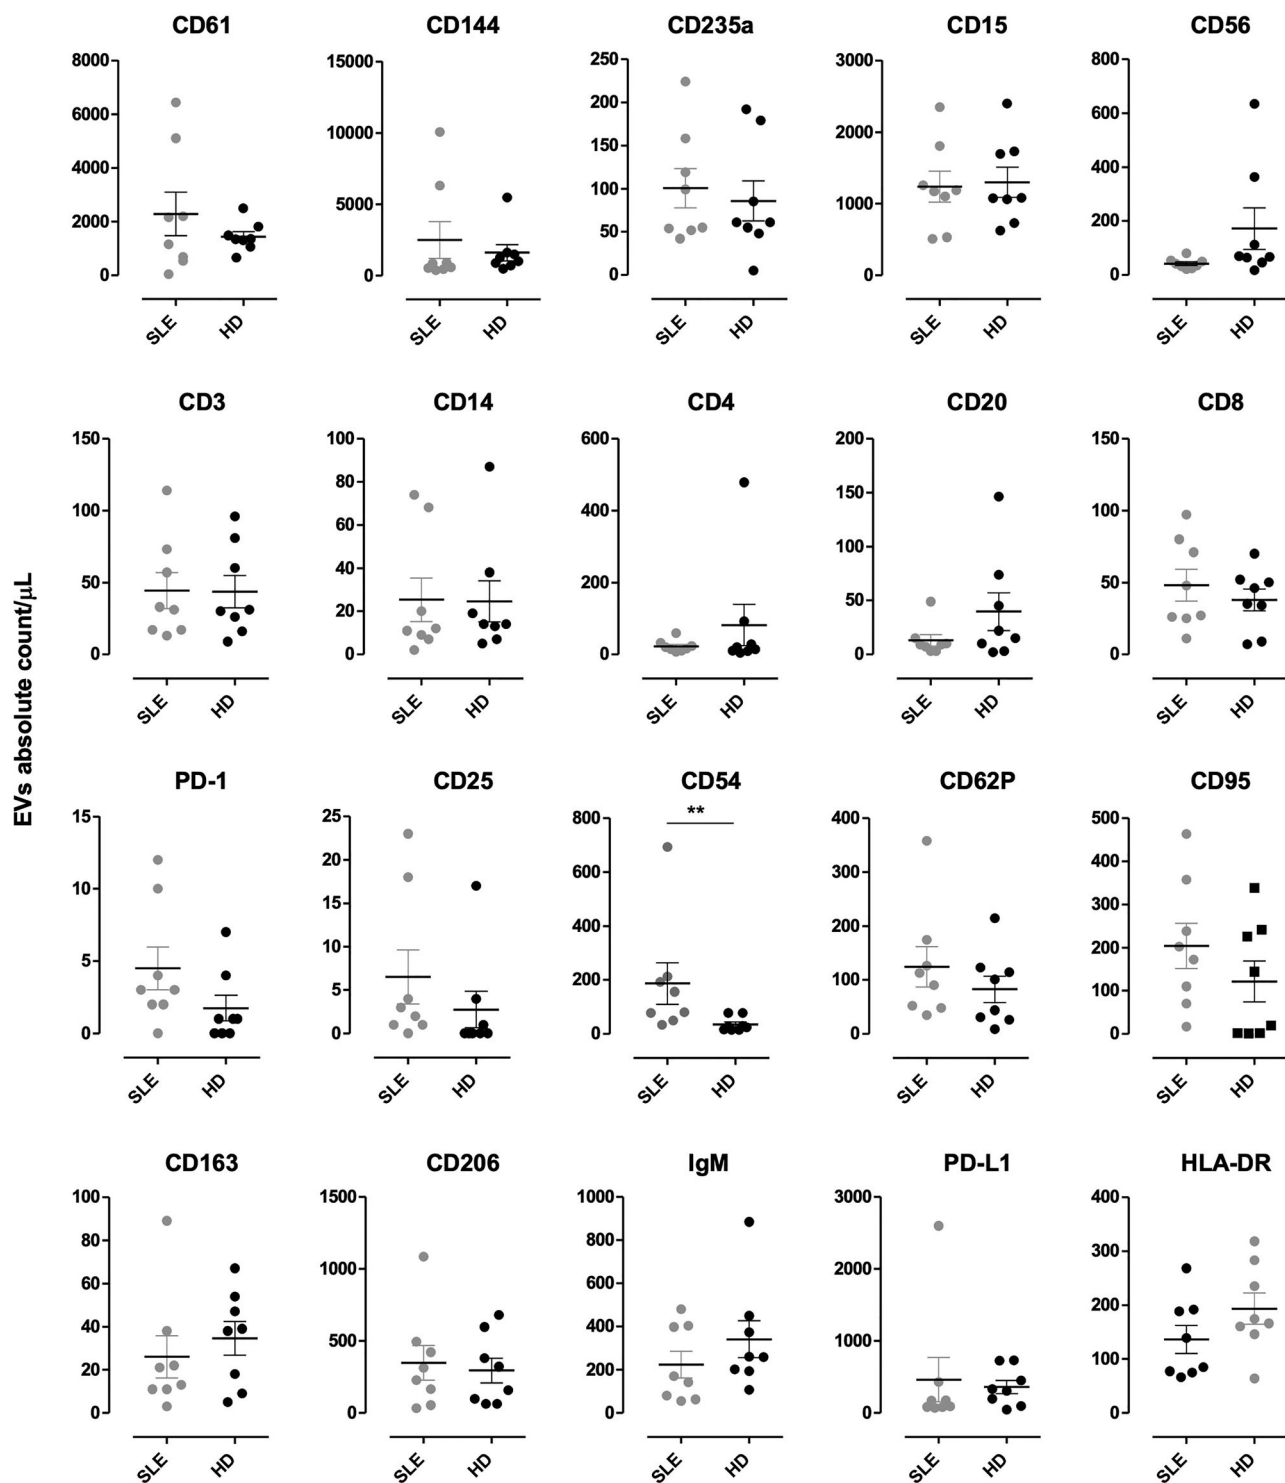 CD61 CD144 CD235a CD15 CD56
8000 15000 250 3000 800
6000 10000 200 2000 600
4000 5000 150 1000 400
2000 0 100 0 200
0 50 0
0
SLE HD SLE HD SLE HD SLE HD SLE HD
CD3 CD14 CD4 CD20 CD8
150 100 600 200 150
100 80 400 150 100
50 60 200 100 50
0 40 0 50 0
20 0
0
SLE HD SLE HD SLE HD SLE HD SLE HD
EVs absolute count/μL
PD-1 CD25 CD54 CD62P CD95
**
15 25 800 400 500
10 20 600 300 400
5 15 400 200 300
0 10 200 100 200
5 0 0 100
0 0
SLE HD SLE HD SLE HD SLE HD SLE HD
CD163 CD206 IgM PD-L1 HLA-DR
100 1500 1000 3000 400
80 1000 800 2000 300
60 500 600 1000 200
40 0 400 0 100
20 200 0
0 0
SLE HD SLE HD SLE HD SLE HD SLE HD